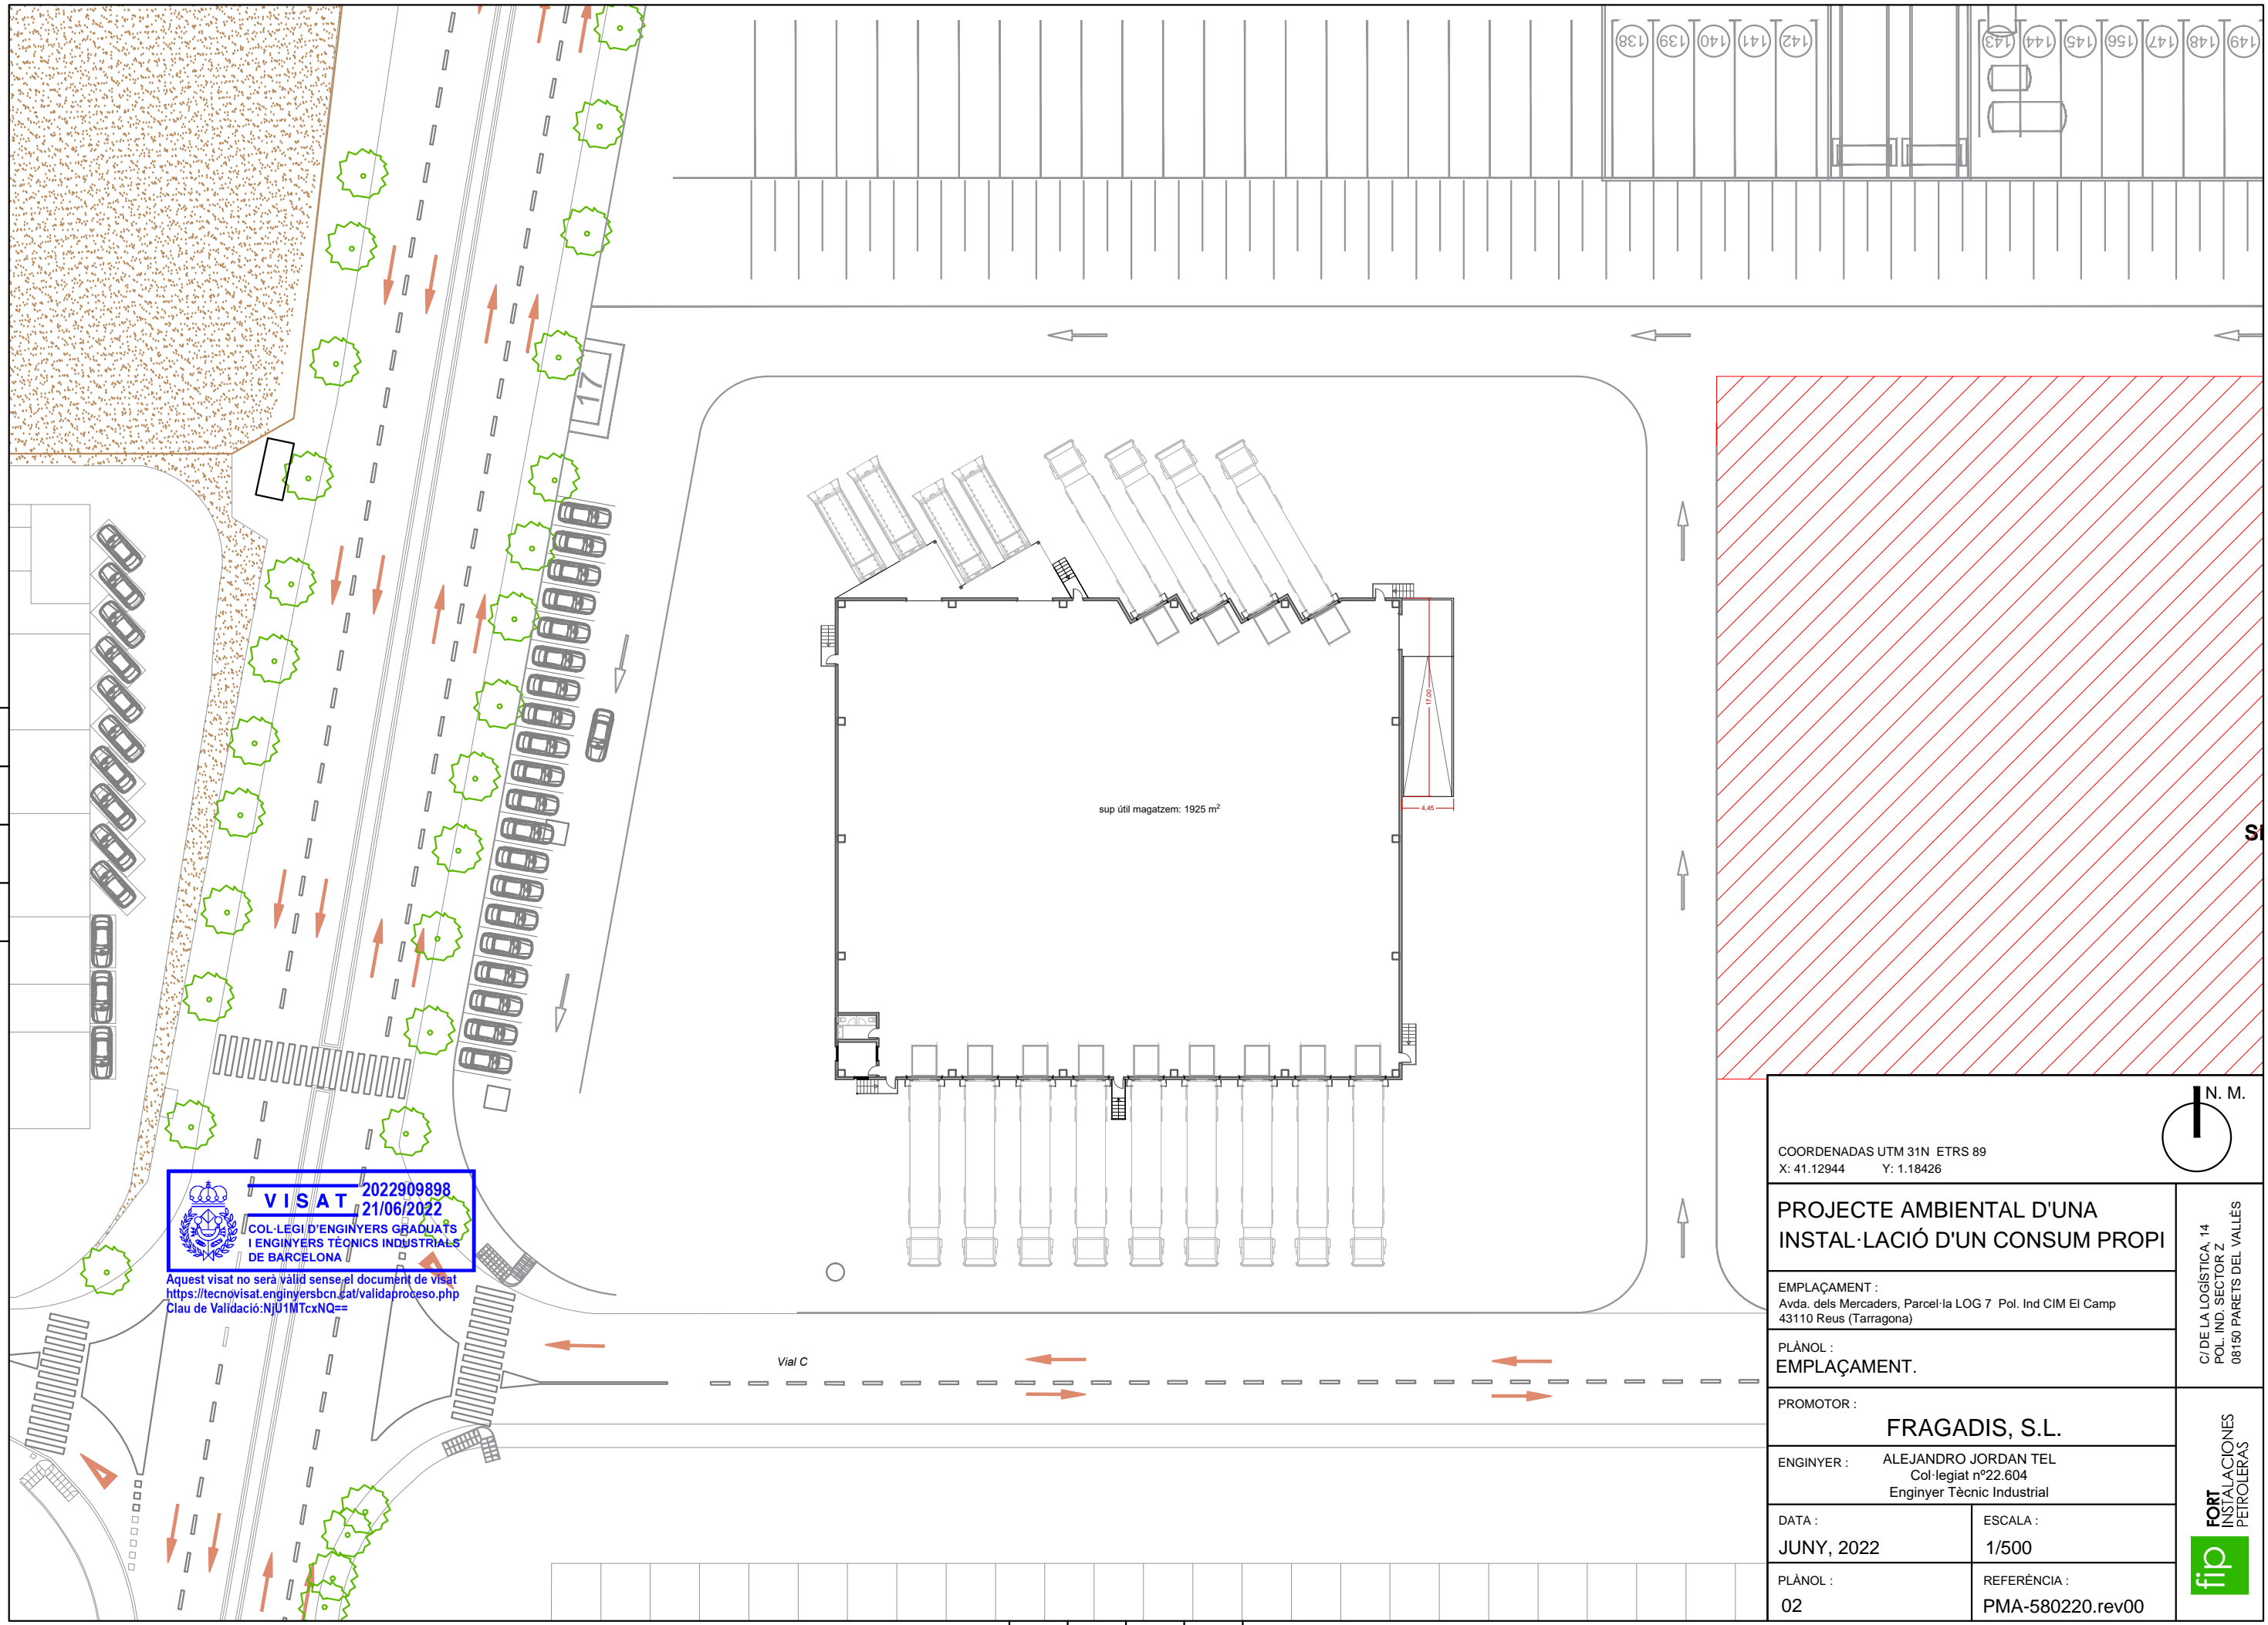 138
139
140
141
142
143
144
145
156
147
148
149
17
17,00
4,45
sup útil magatzem: 1925 m²
Vial C
VISAT
2022909898
21/06/2022
COL·LEGI D'ENGINYERS GRADUATS
I ENGINYERS TÈCNICS INDUSTRIALS
DE BARCELONA
Aquest visat no serà vàlid sense el document de visat
https://tecnovisat.enginyersbcn.cat/validaproceso.php
Clau de Validació:NjU1MTcxNQ==
N. M.
COORDENADAS UTM 31N ETRS 89
X: 41.12944 Y: 1.18426
PROJECTE AMBIENTAL D'UNA
INSTAL·LACIÓ D'UN CONSUM PROPI
EMPLAÇAMENT :
Avda. dels Mercaders, Parcel·la LOG 7 Pol. Ind CIM El Camp
43110 Reus (Tarragona)
PLÀNOL :
EMPLAÇAMENT.
PROMOTOR :
FRAGADIS, S.L.
ENGINYER :
ALEJANDRO JORDAN TEL
Col·legiat nº22.604
Enginyer Tècnic Industrial
DATA :
JUNY, 2022
ESCALA :
1/500
PLÀNOL :
02
REFERÈNCIA :
PMA-580220.rev00
C/ DE LA LOGÍSTICA, 14
POL. IND. SECTOR Z
08150 PARETS DEL VALLÈS
FORT
INSTALACIONES
PETROLERAS
fip